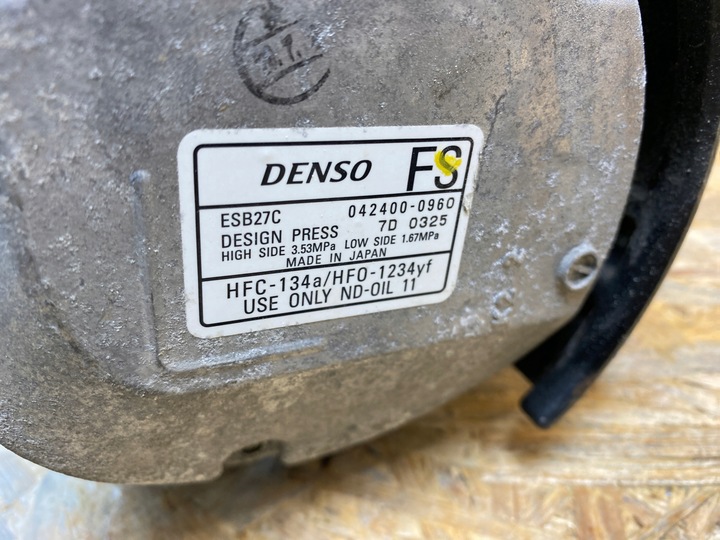 DENSO FS
ESB27C 042400-0960
DESIGN PRESS 7D 0325
HIGH SIDE 3.53MPa LOW SIDE 1.67MPa
MADE IN JAPAN
HFC-134a/HFO-1234yf
USE ONLY ND-OIL 11